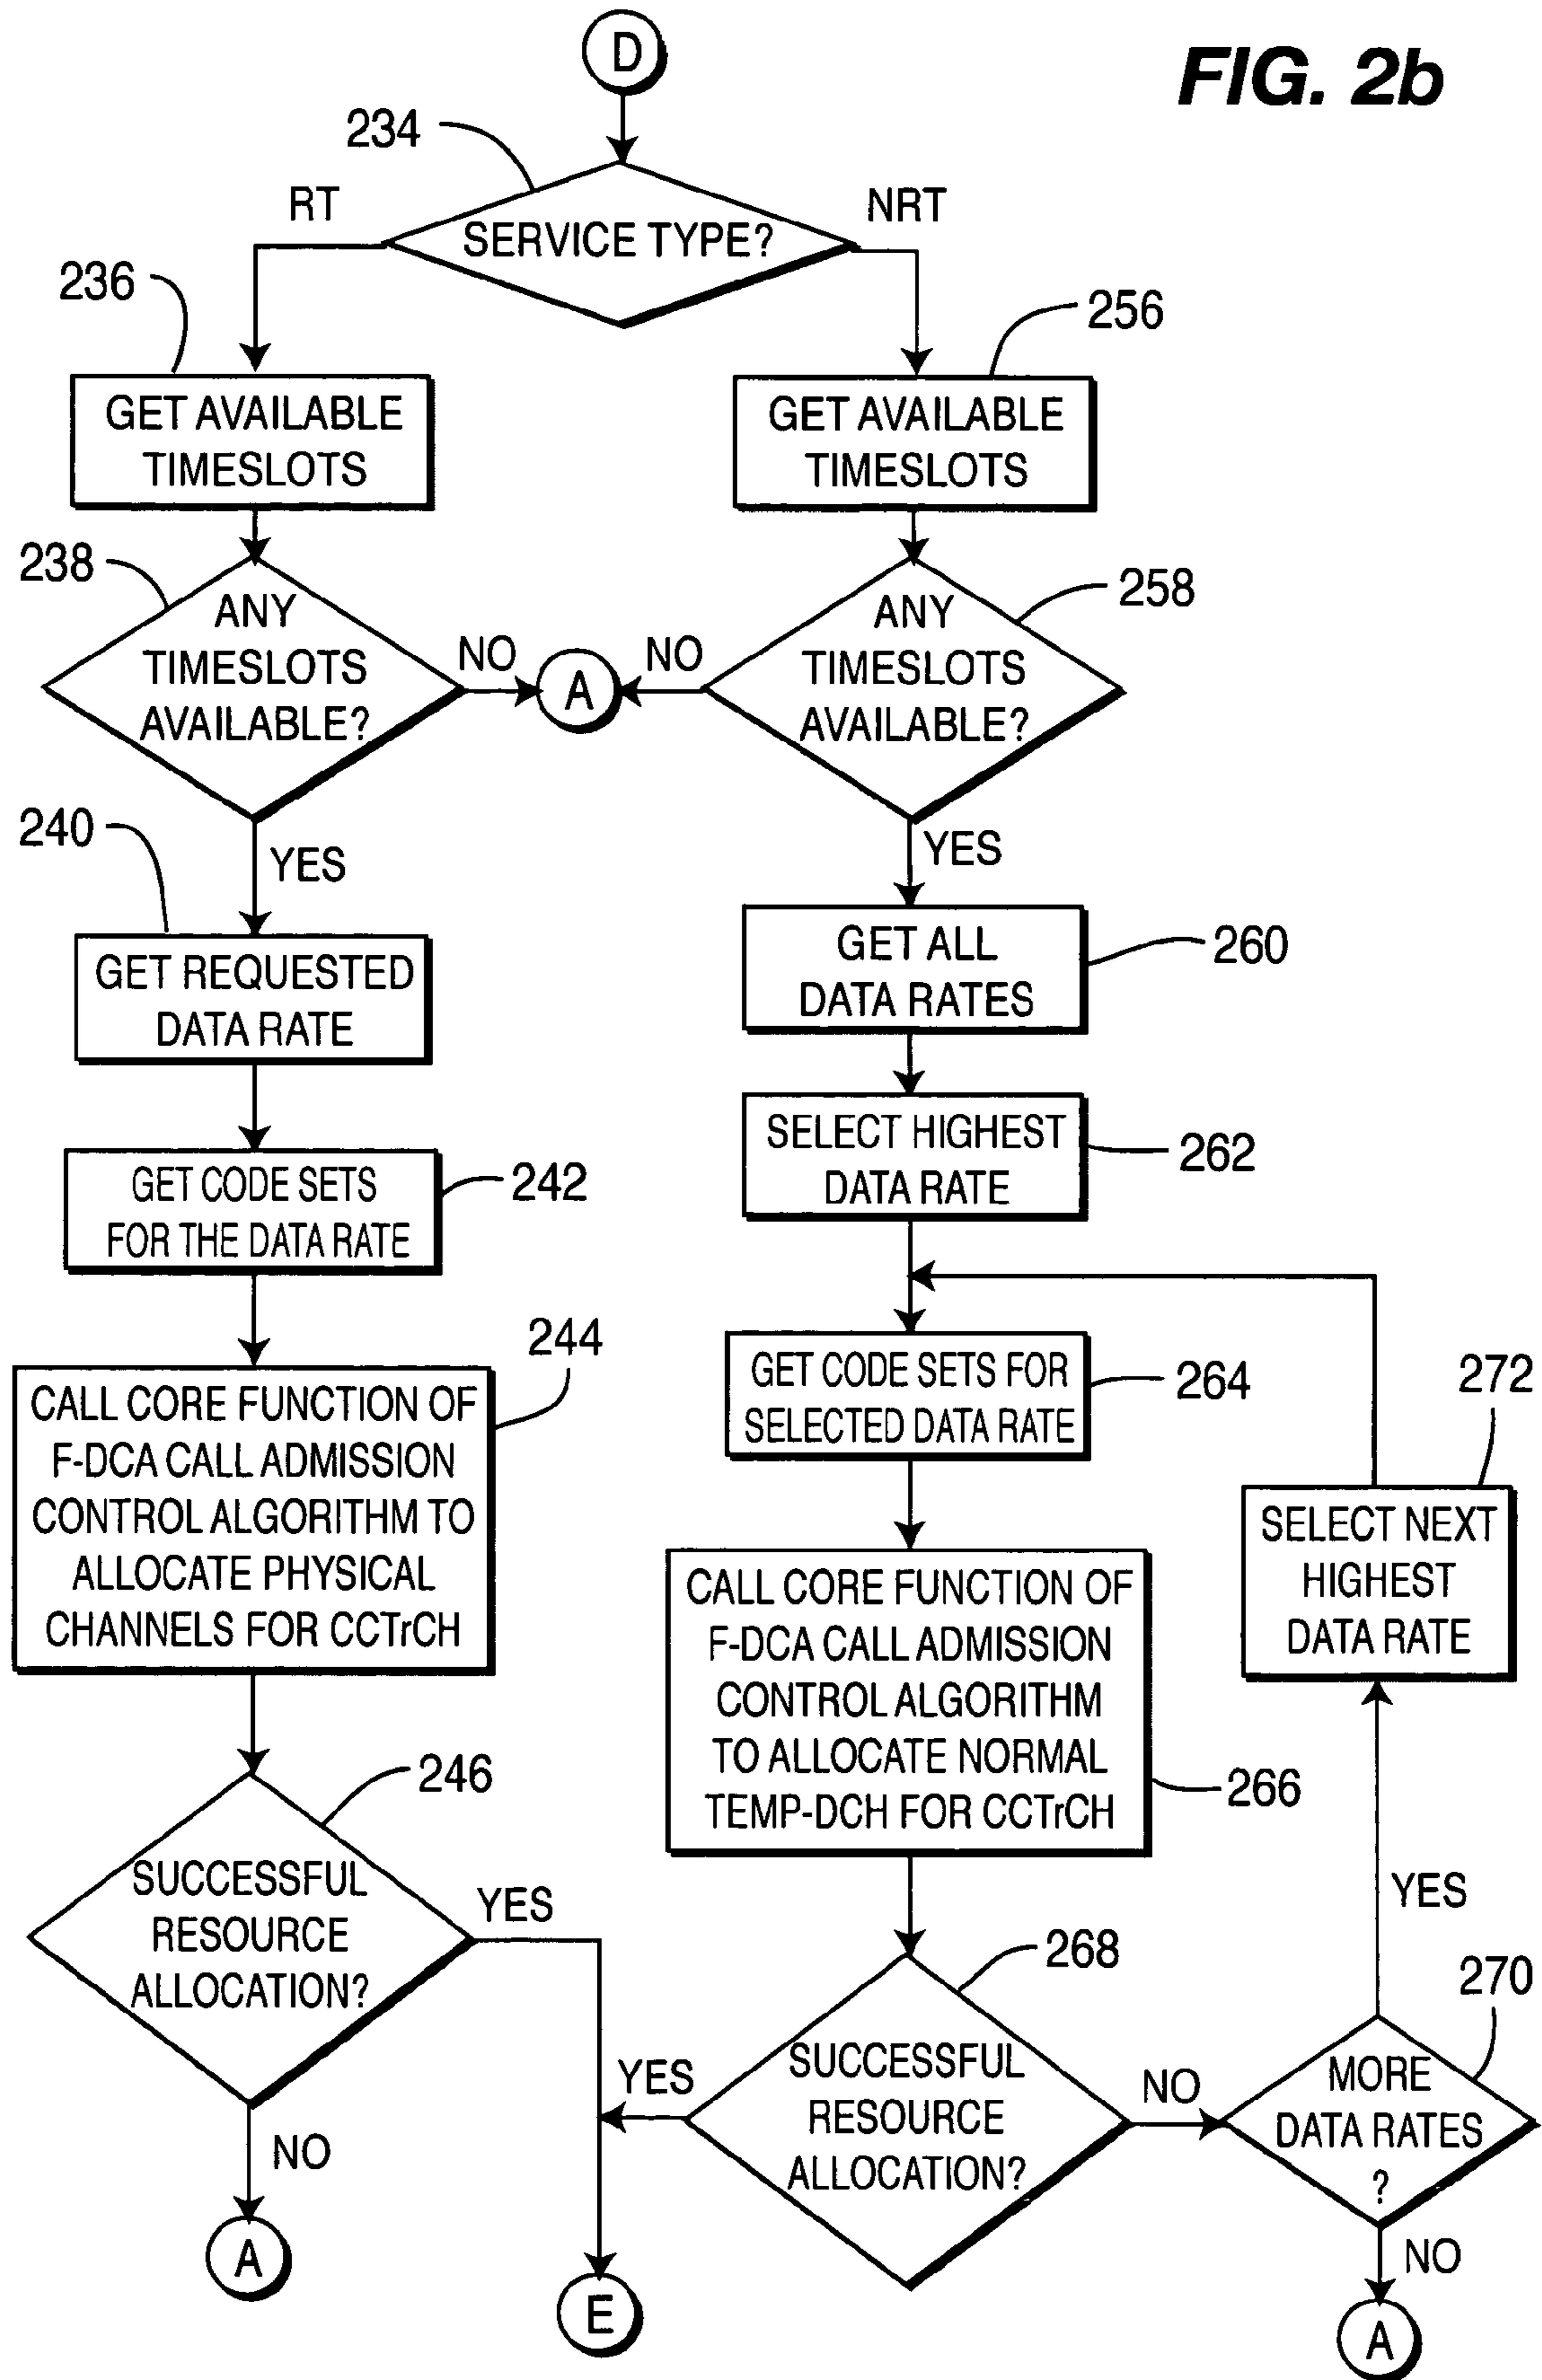 D
FIG. 2b
234
RT
NRT
SERVICE TYPE?
236
256
GET AVAILABLE
TIMESLOTS
GET AVAILABLE
TIMESLOTS
238
258
ANY
TIMESLOTS
AVAILABLE?
NO
A
NO
ANY
TIMESLOTS
AVAILABLE?
240
YES
YES
GET REQUESTED
DATA RATE
GET ALL
DATA RATES
260
SELECT HIGHEST
DATA RATE
262
GET CODE SETS
FOR THE DATA RATE
242
244
GET CODE SETS FOR
SELECTED DATA RATE
264
272
CALL CORE FUNCTION OF
F-DCA CALL ADMISSION
CONTROL ALGORITHM TO
ALLOCATE PHYSICAL
CHANNELS FOR CCTrCH
SELECT NEXT
HIGHEST
DATA RATE
CALL CORE FUNCTION OF
F-DCA CALL ADMISSION
CONTROL ALGORITHM
TO ALLOCATE NORMAL
TEMP-DCH FOR CCTrCH
266
246
SUCCESSFUL
RESOURCE
ALLOCATION?
YES
YES
268
270
SUCCESSFUL
RESOURCE
ALLOCATION?
YES
NO
MORE
DATA RATES
?
NO
NO
A
E
A